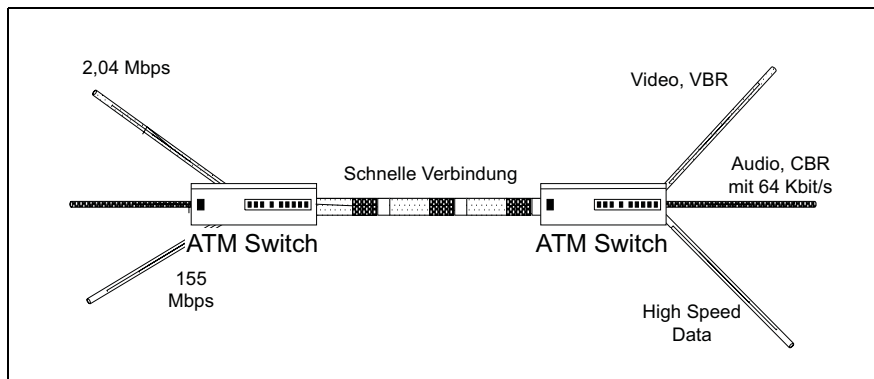 2,04 Mbps
Video, VBR
Schnelle Verbindung
Audio, CBR
mit 64 Kbit/s
ATM Switch
ATM Switch
155
Mbps
High Speed
Data